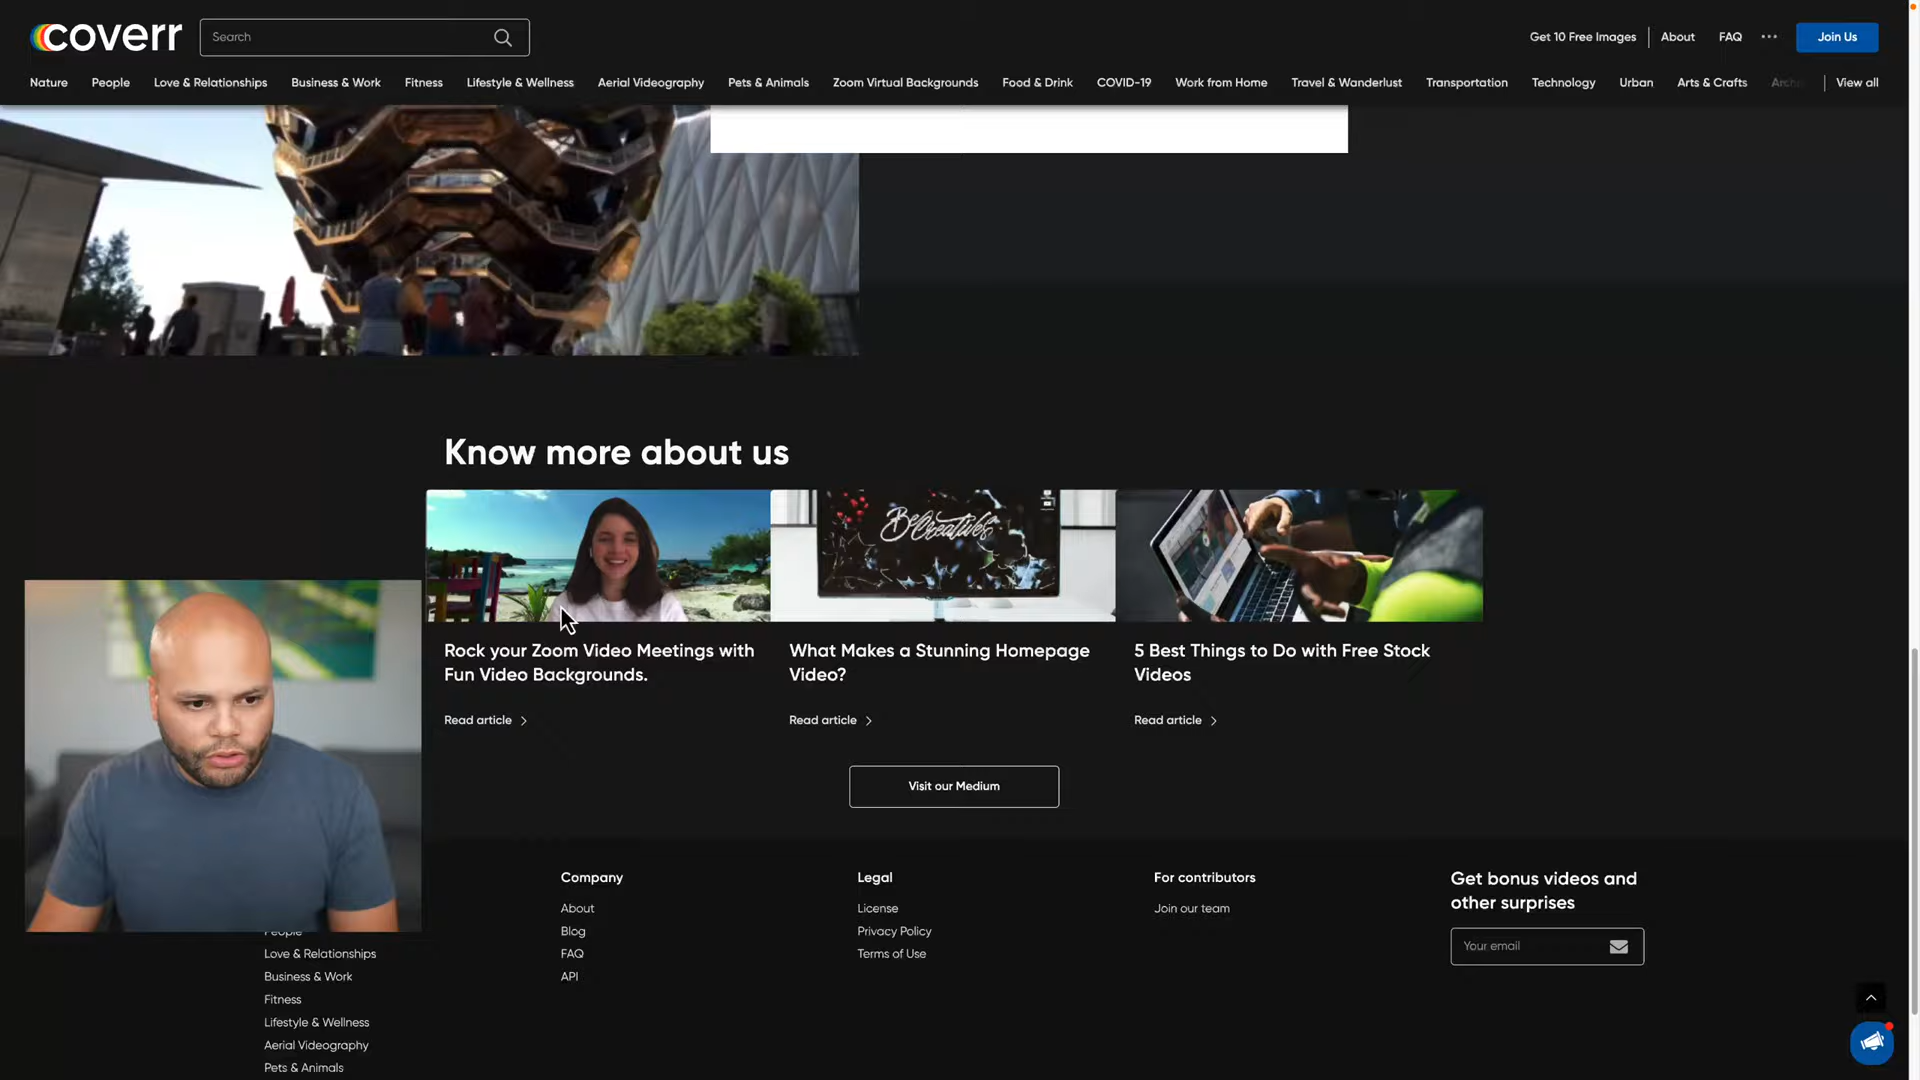 coverr
Search
Get 10 Free Images
About
FAQ
Join Us
Nature
People
Love & Relationships
Business & Work
Fitness
Lifestyle & Wellness
Aerial Videography
Pets & Animals
Zoom Virtual Backgrounds
Food & Drink
COVID-19
Work from Home
Travel & Wanderlust
Transportation
Technology
Urban
Arts & Crafts
View all
Know more about us
Be Creative
Rock your Zoom Video Meetings with
Fun Video Backgrounds.
Read article
What Makes a Stunning Homepage
Video?
Read article
5 Best Things to Do with Free Stock
Videos
Read article
Visit our Medium
People
Love & Relationships
Business & Work
Fitness
Lifestyle & Wellness
Aerial Videography
Pets & Animals
Company
About
Blog
FAQ
API
Legal
License
Privacy Policy
Terms of Use
For contributors
Join our team
Get bonus videos and
other surprises
Your email